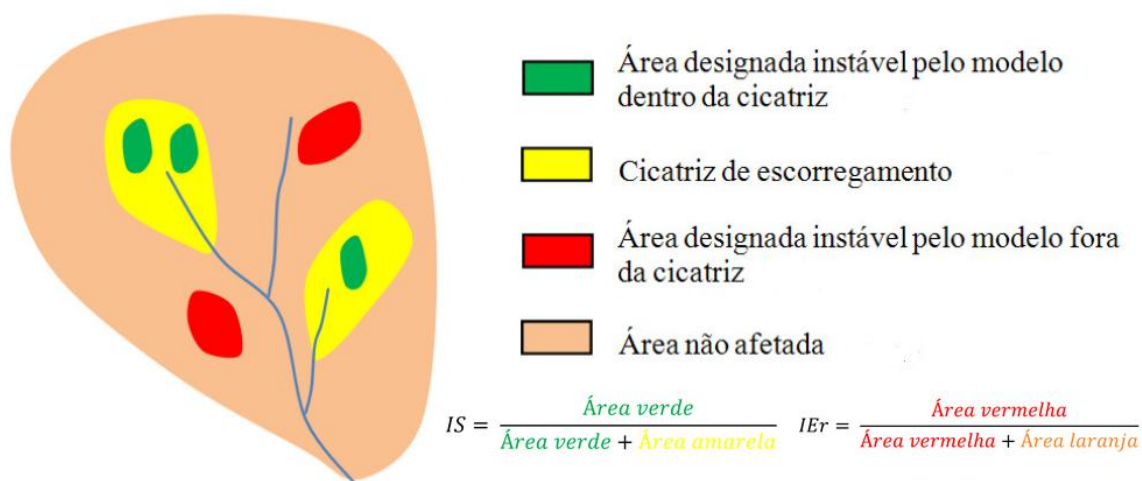 Área designada instável pelo modelo
dentro da cicatriz
Cicatriz de escorregamento
Área designada instável pelo modelo fora
da cicatriz
Área não afetada
IS = Área verde / Área verde + Área amarela
IEr = Área vermelha / Área vermelha + Área laranja